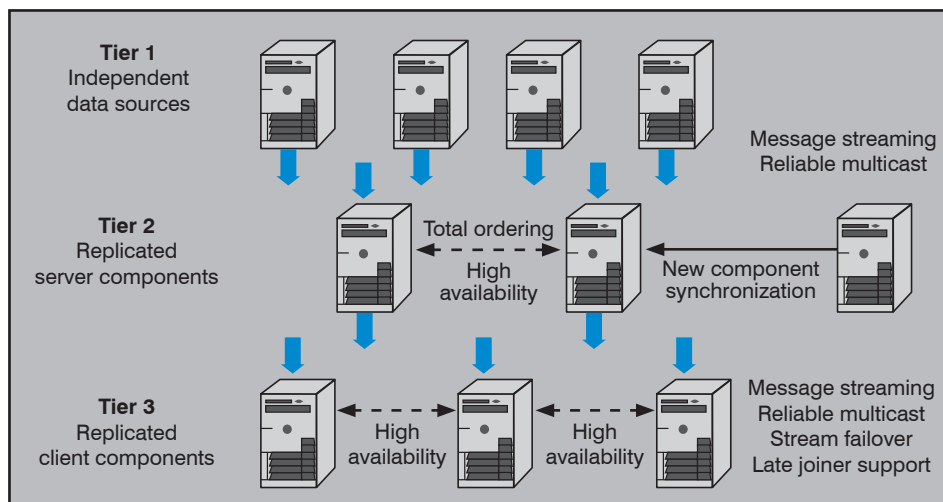 Tier 1
Independent
data sources
Message streaming
Reliable multicast
Tier 2
Replicated
server components
Total ordering
High
availability
New component
synchronization
Tier 3
Replicated
client components
High
availability
High
availability
Message streaming
Reliable multicast
Stream failover
Late joiner support